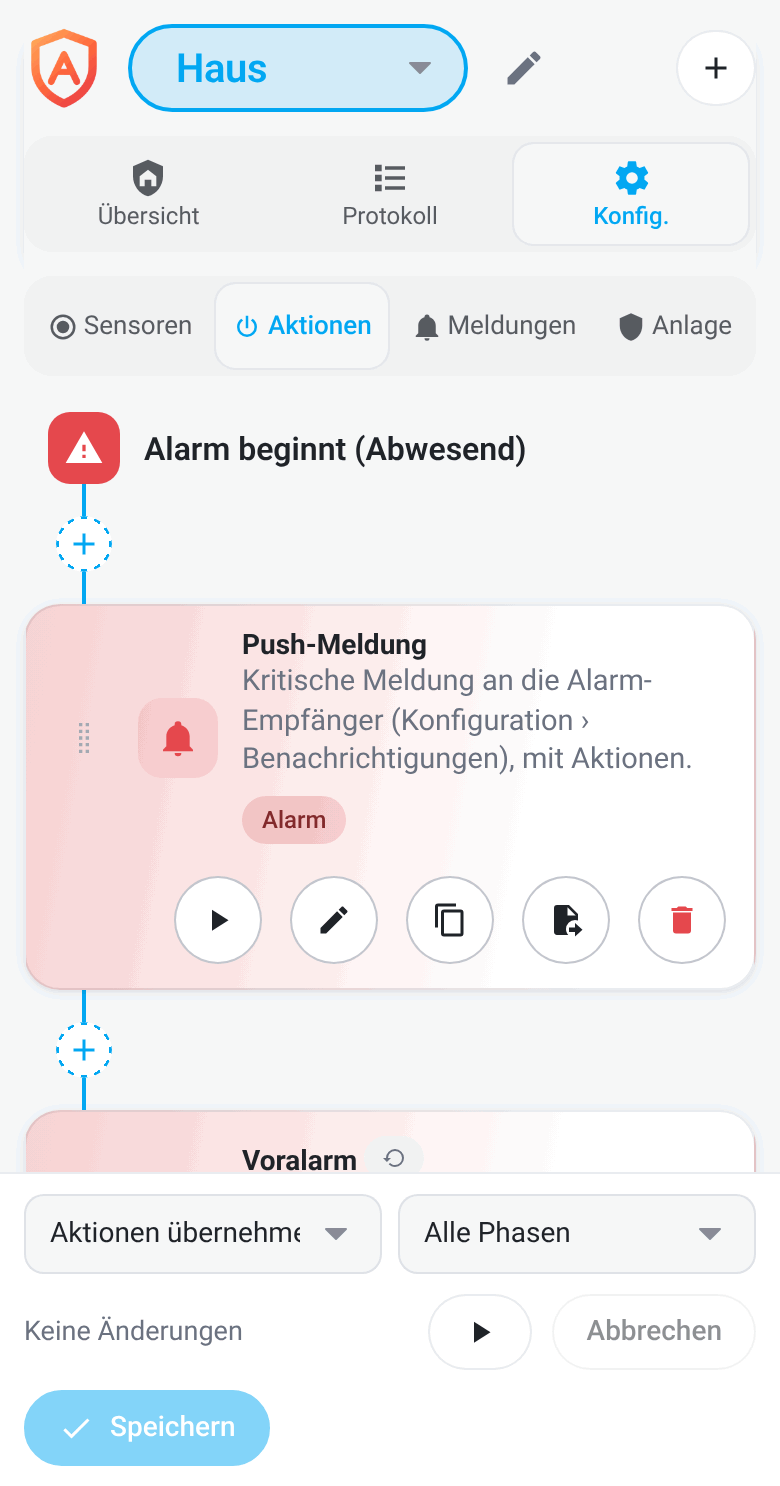 Haus
Übersicht
Protokoll
Konfig.
Sensoren
Aktionen
Meldungen
Anlage
Alarm beginnt (Abwesend)
Push-Meldung
Kritische Meldung an die Alarm-
Empfänger (Konfiguration ›
Benachrichtigungen), mit Aktionen.
Alarm
Voralarm
Aktionen übernehme
Alle Phasen
Keine Änderungen
Abbrechen
Speichern